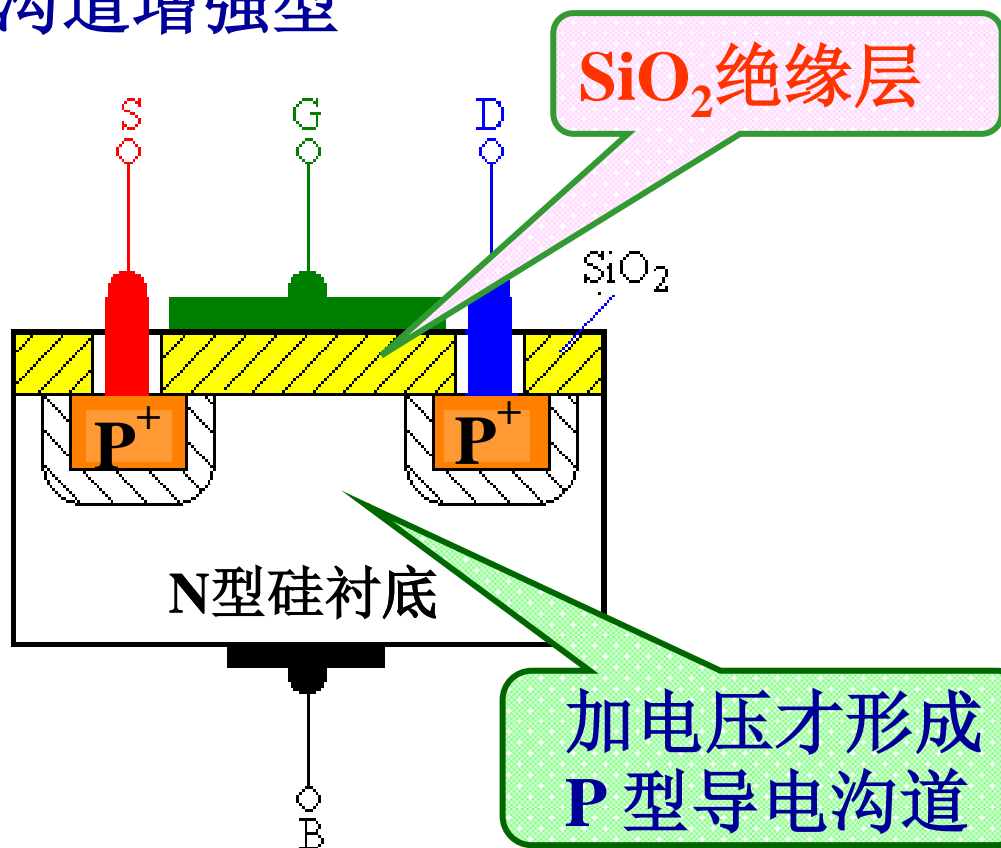 沟道增强型
SiO₂绝缘层
S G D
SiO₂
P⁺ P⁺
N型硅衬底
加电压才形成
P 型导电沟道
B